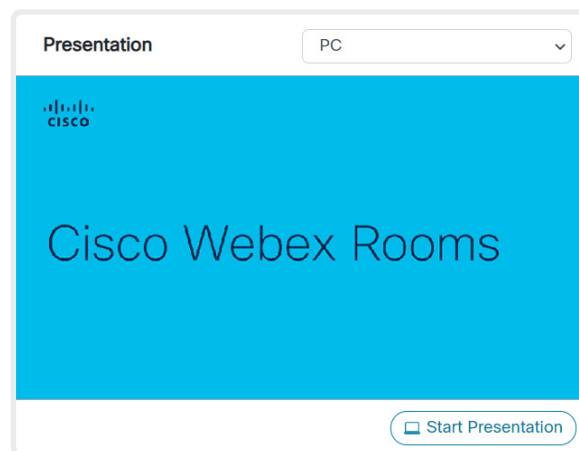 Presentation
PC
CISCO
Cisco Webex Rooms
Start Presentation